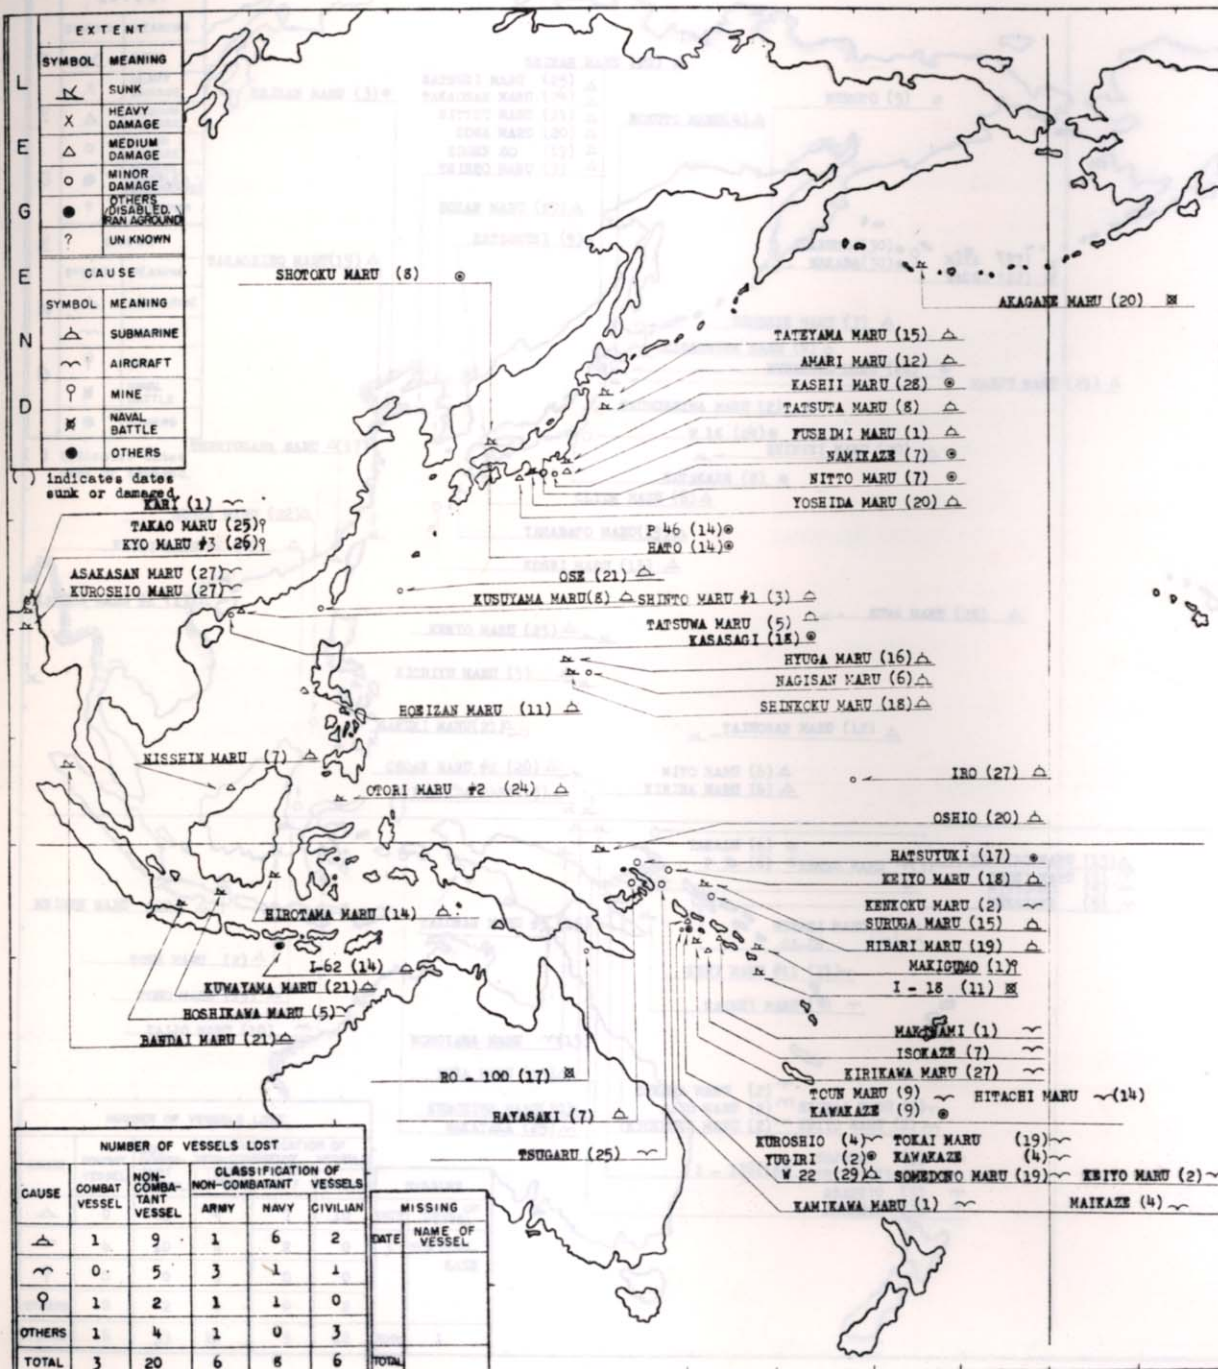 LEGEND
EXTENT
SYMBOL MEANING
SUNK
X HEAVY DAMAGE
MEDIUM DAMAGE
MINOR DAMAGE
OTHERS (DISABLED, RAN AGROUND)
? UN KNOWN
CAUSE
SYMBOL MEANING
SUBMARINE
AIRCRAFT
MINE
NAVAL BATTLE
OTHERS
( ) indicates dates
sunk or damaged.
KARI (1)
TAKAO MARU (25)
KYO MARU #3 (26)
ASAKASAN MARU (27)
KUROSHIO MARU (27)
SHOTOKU MARU (8)
AKAGANE MARU (20)
TATEYAMA MARU (15)
AMARI MARU (12)
KASHII MARU (28)
TATSUTA MARU (8)
FUSHIMI MARU (1)
NAMIKAZE (7)
NITTO MARU (7)
YOSHIDA MARU (20)
P 46 (14)
HATO (14)
OSE (21)
KUSUYAMA MARU(8) SHINTO MARU #1 (3)
TATSUWA MARU (5)
KASASAGI (18)
HYUGA MARU (16)
NAGISAN MARU (6)
SHINKOKU MARU (18)
HOEIZAN MARU (11)
NISSHIN MARU (7)
IRO (27)
OTORI MARU #2 (24)
OSHIO (20)
HATSUYUKI (17)
KEIYO MARU (18)
KENKOKU MARU (2)
SURUGA MARU (15)
HIBARI MARU (19)
MAKIGUMO (1)
I - 18 (11)
HIROTAMA MARU (14)
I-62 (14)
KUWAYAMA MARU (21)
HOSHIKAWA MARU (5)
BANDAI MARU (21)
MAKINAMI (1)
ISOKAZE (7)
KIRIKAWA MARU (27)
RO - 100 (17)
TOUN MARU (9) HITACHI MARU (14)
KAWAKAZE (9)
HAYASAKI (7)
TSUGARU (25)
KUROSHIO (4) TOKAI MARU (19)
YUGIRI (2) KAWAKAZE (4)
W 22 (29) SOMEDONO MARU (19) KEIYO MARU (2)
KAMIKAWA MARU (1) MAIKAZE (4)
NUMBER OF VESSELS LOST
CAUSE COMBAT VESSEL NON-COMBATANT VESSEL CLASSIFICATION OF NON-COMBATANT VESSELS
ARMY NAVY CIVILIAN
1 9 1 6 2
0 5 3 1 1
1 2 1 1 0
OTHERS 1 4 1 0 3
TOTAL 3 20 6 8 6
MISSING
DATE NAME OF VESSEL
TOTAL